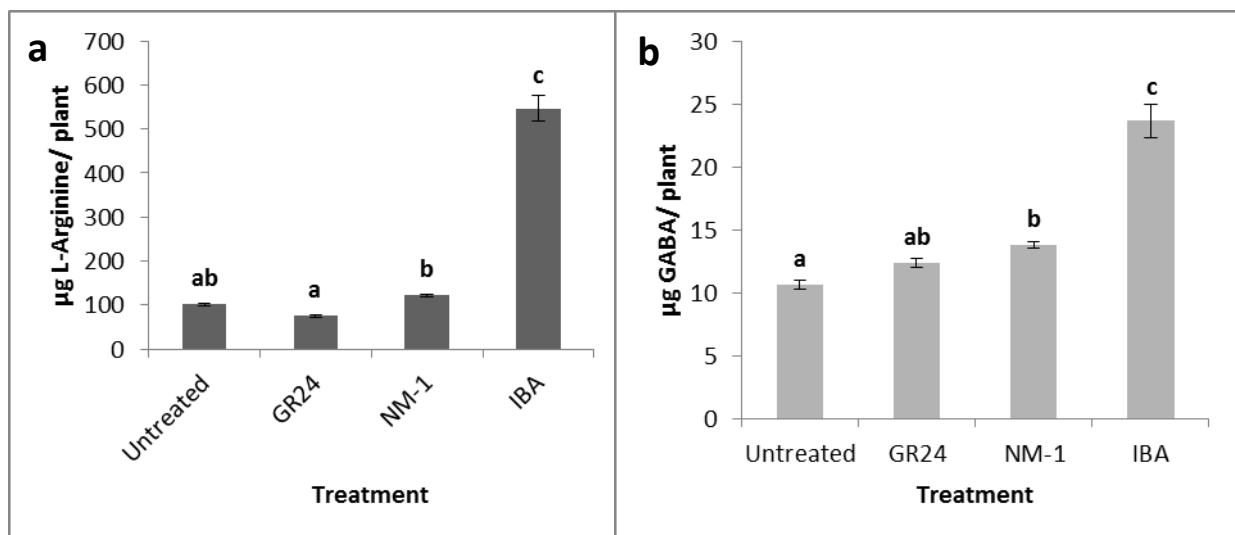 a
µg L-Arginine/ plant
700
600
500
400
300
200
100
0
ab
a
b
c
Untreated
GR24
NM-1
IBA
Treatment
b
µg GABA/ plant
30
25
20
15
10
5
0
a
ab
b
c
Untreated GR24 NM-1 IBA
Treatment